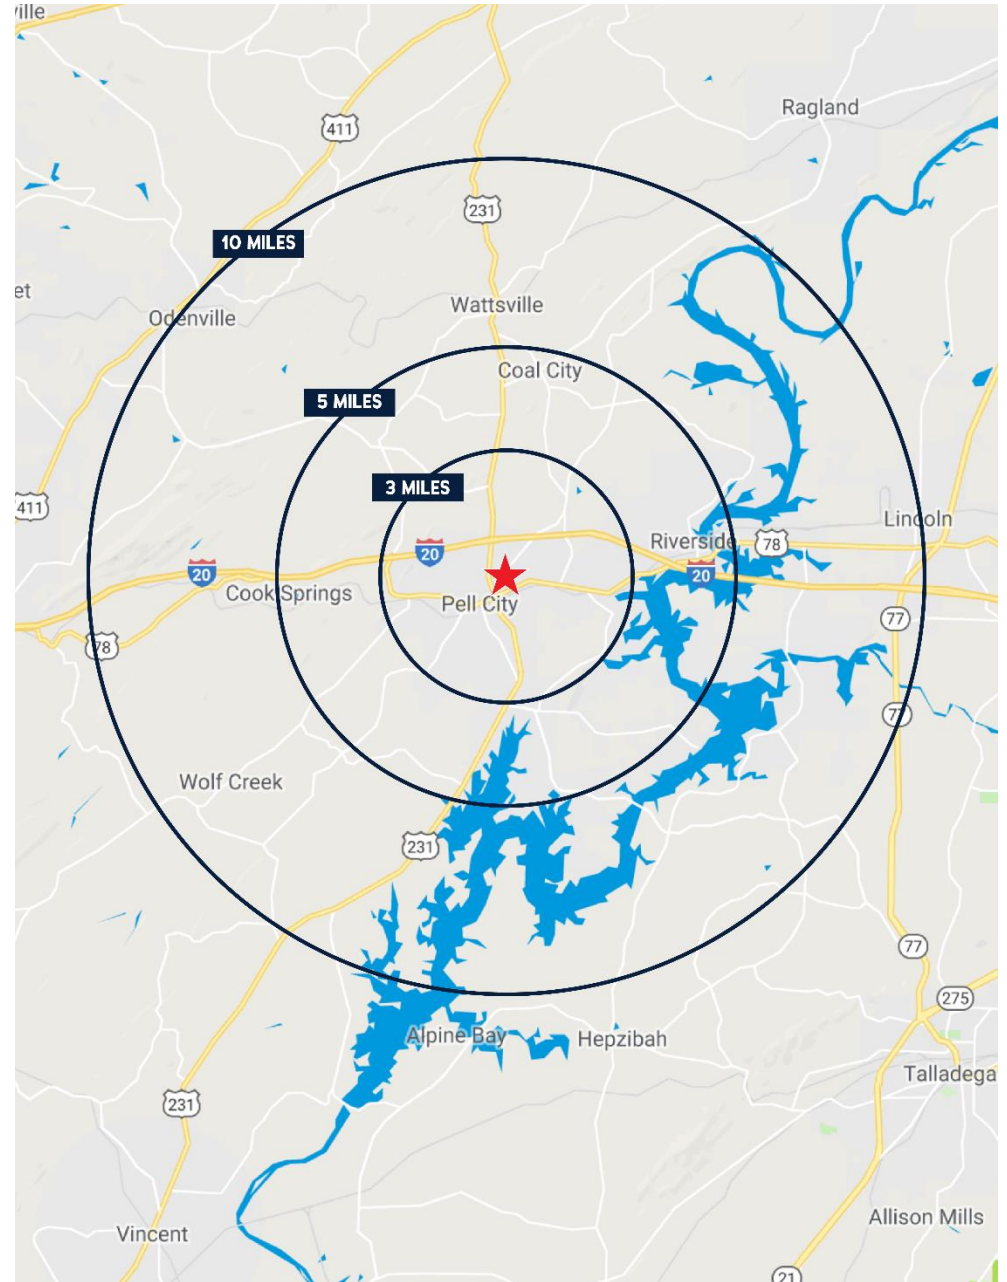 ville
Ragland
411
231
10 MILES
et
Wattsville
Odenville
Coal City
5 MILES
3 MILES
411
Lincoln
Riverside
78
20
20
20
Cook Springs
Pell City
77
78
77
Wolf Creek
231
77
275
Alpine Bay
Hepzibah
Talladega
231
Allison Mills
Vincent
21